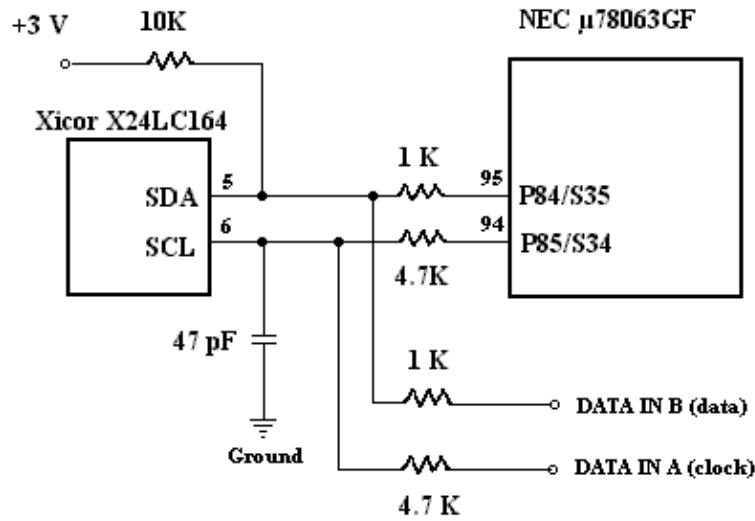 +3 V
10K
NEC µ78063GF
Xicor X24LC164
SDA
5
1 K
95
P84/S35
SCL
6
94
P85/S34
4.7K
47 pF
1 K
DATA IN B (data)
Ground
DATA IN A (clock)
4.7 K